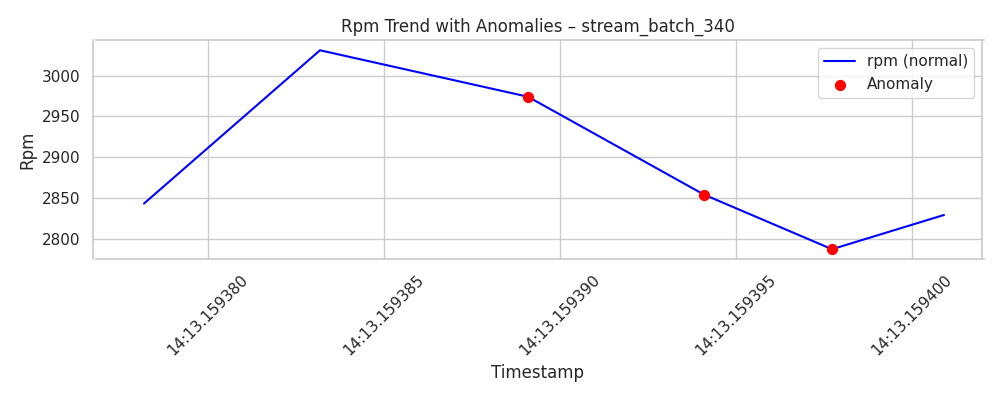 Rpm Trend with Anomalies – stream_batch_340
rpm (normal)
Anomaly
Rpm
3000
2950
2900
2850
2800
14:13.159380
14:13.159385
14:13.159390
14:13.159395
14:13.159400
Timestamp